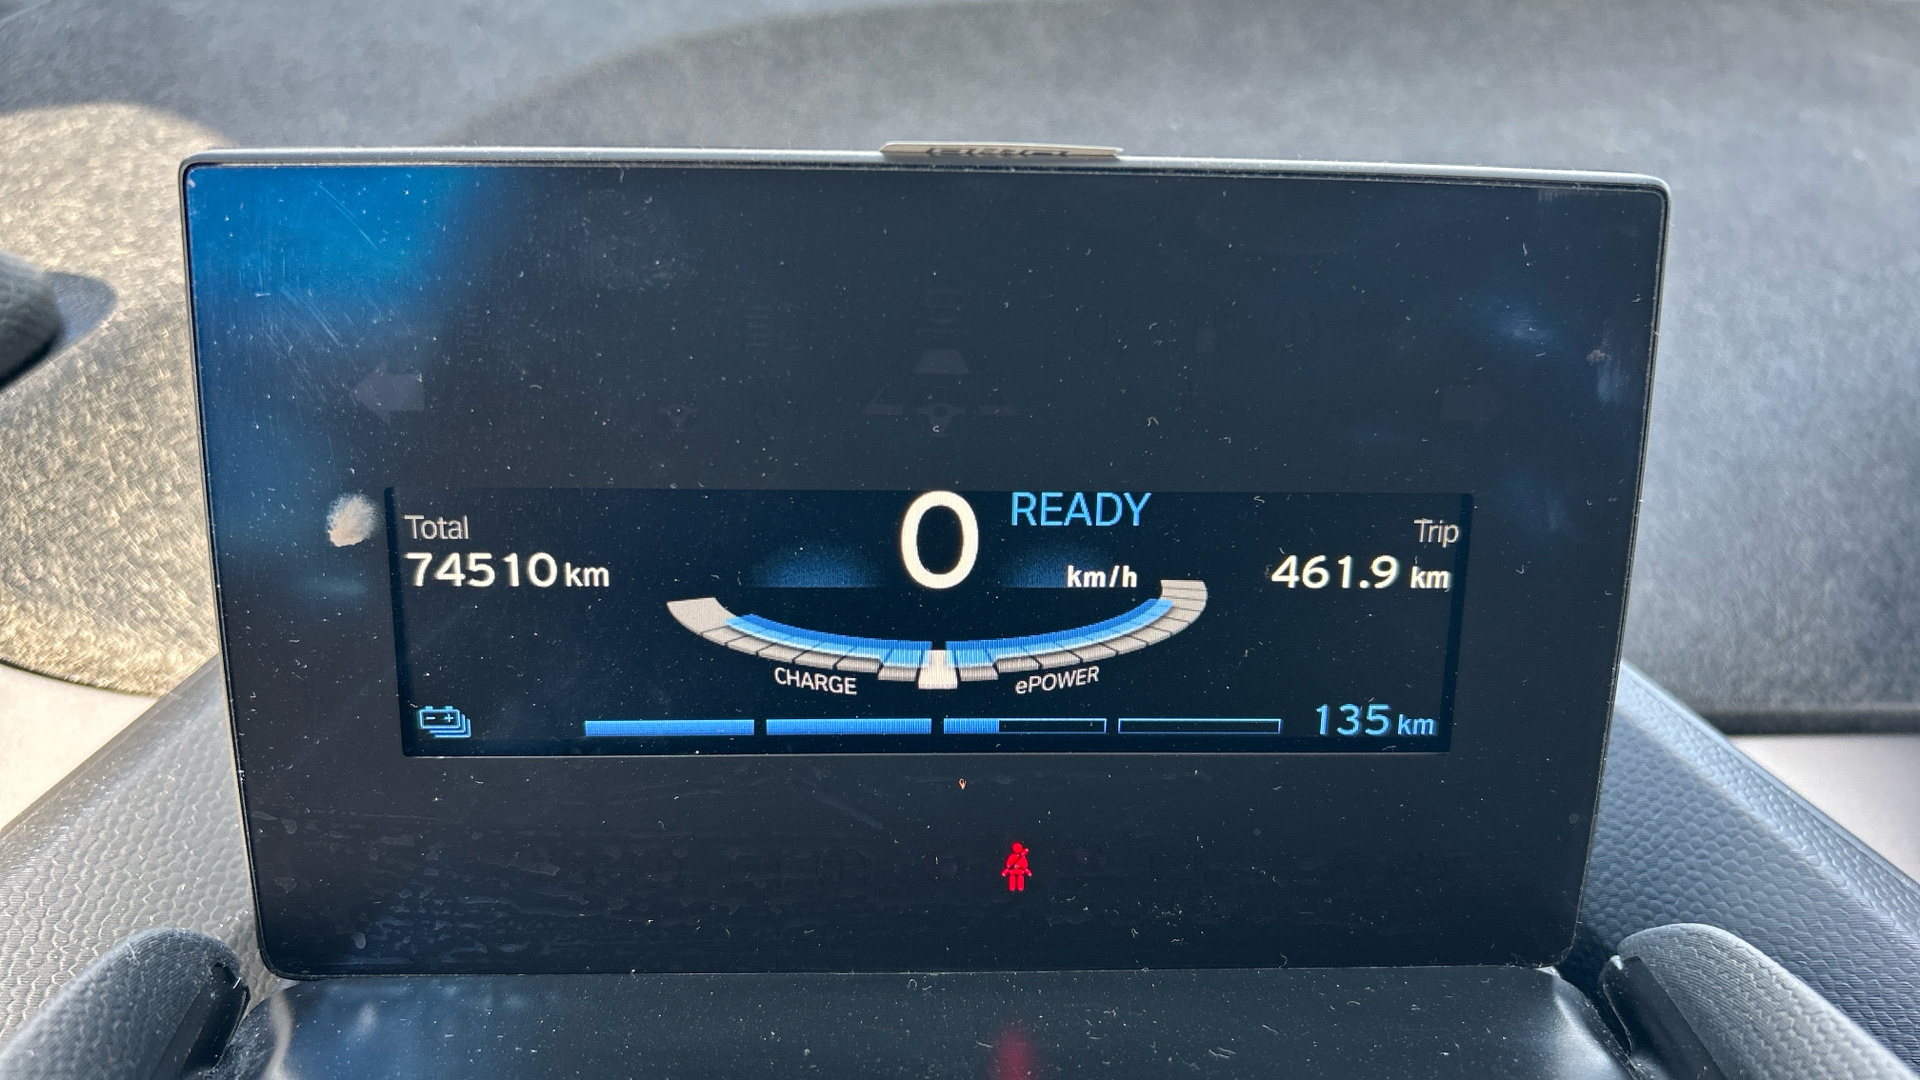 Total
74510 km
0
READY
km/h
Trip
461.9 km
CHARGE
ePOWER
135 km